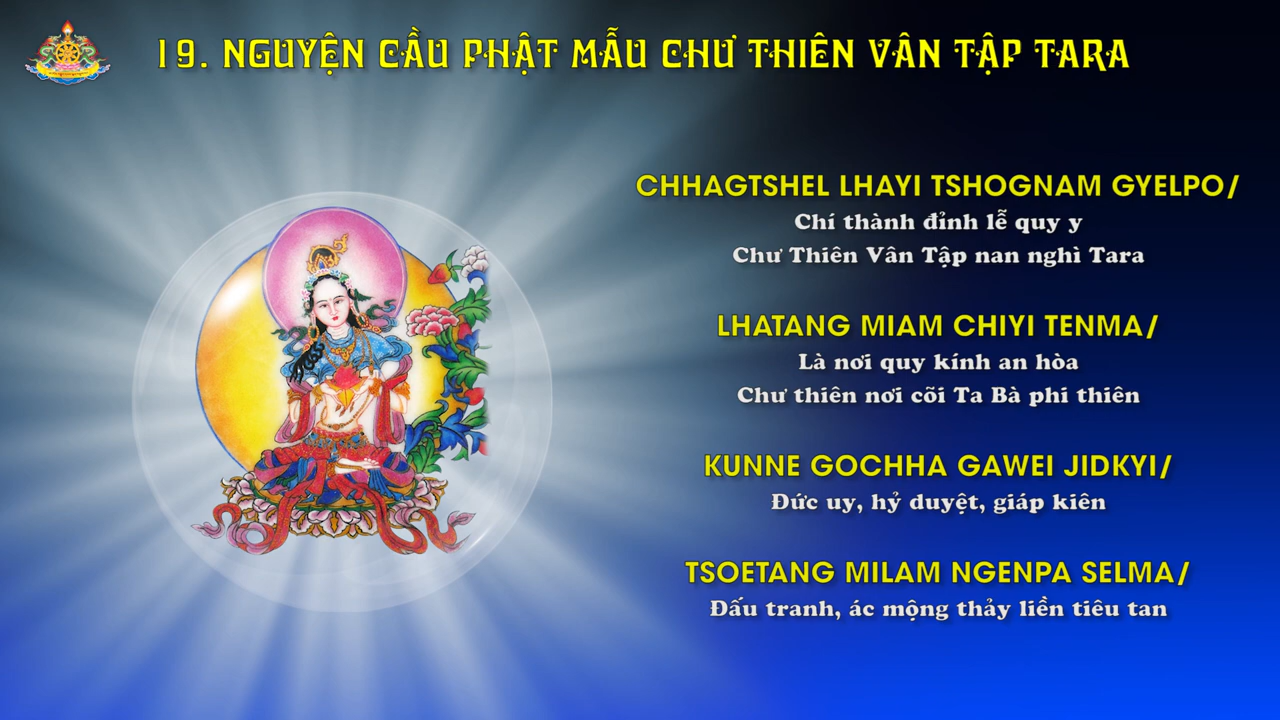 19. NGUYỆN CẦU PHẬT MẪU CHƯ THIÊN VÂN TẬP TARA
CHHAGTSHEL LHAYI TSHOGNAM GYELPO/
Chí thành đỉnh lễ quy y
Chư Thiên Vân Tập nan nghì Tara
LHATANG MIAM CHIYI TENMA/
Là nơi quy kính an hòa
Chư thiên nơi cõi Ta Bà phi thiên
KUNNE GOCHHA GAWEI JIDKYI/
Đức uy, hỷ duyệt, giáp kiên
TSOETANG MILAM NGENPA SELMA/
Đấu tranh, ác mộng thảy liền tiêu tan